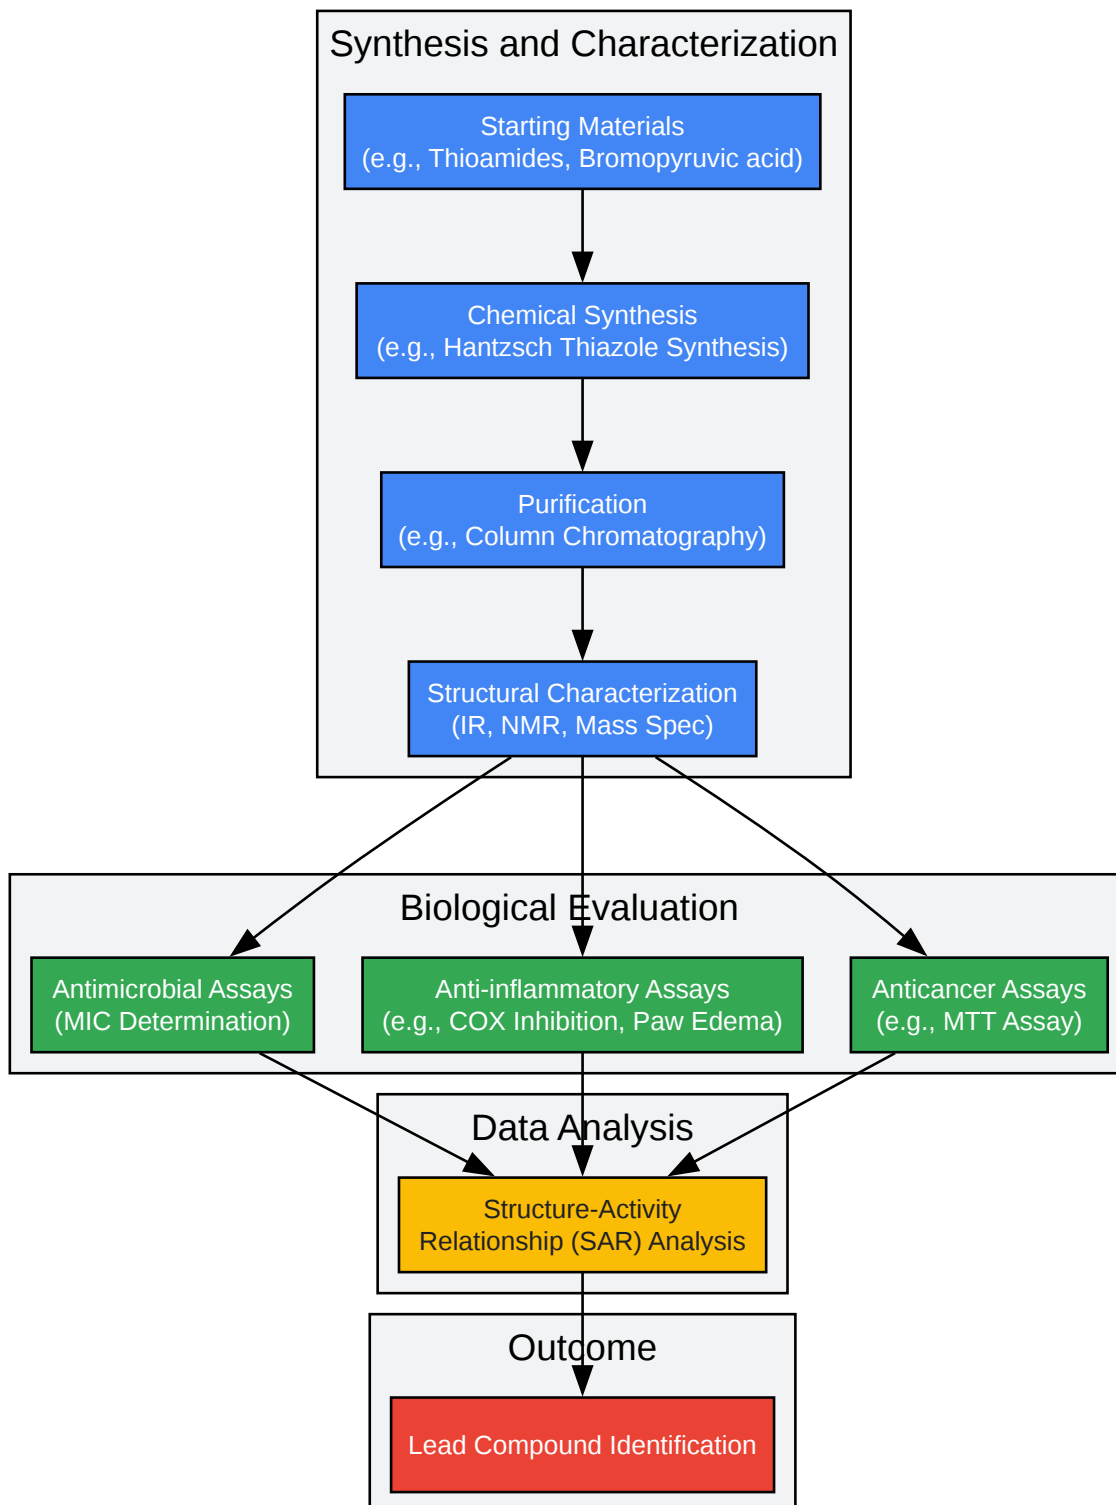 Synthesis and Characterization
Starting Materials
(e.g., Thioamides, Bromopyruvic acid)
Chemical Synthesis
(e.g., Hantzsch Thiazole Synthesis)
Purification
(e.g., Column Chromatography)
Structural Characterization
(IR, NMR, Mass Spec)
Biological Evaluation
Antimicrobial Assays
(MIC Determination)
Anti-inflammatory Assays
(e.g., COX Inhibition, Paw Edema)
Anticancer Assays
(e.g., MTT Assay)
Data Analysis
Structure-Activity
Relationship (SAR) Analysis
Outcome
Lead Compound Identification